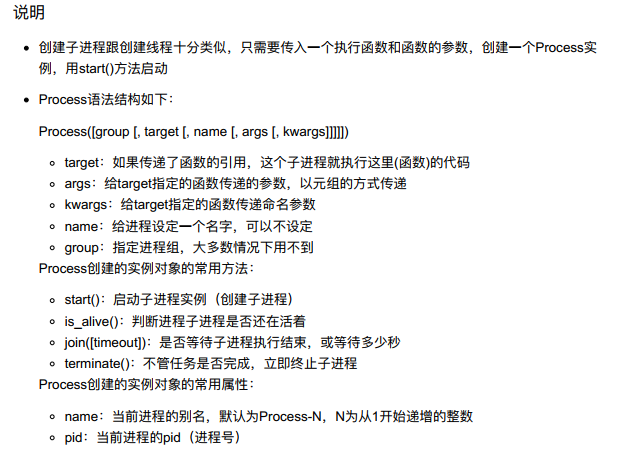 说明
创建子进程跟创建线程十分类似，只需要传入一个执行函数和函数的参数，创建一个Process实
例，用start()方法启动
Process语法结构如下：
Process([group [, target [, name [, args [, kwargs]]]]])
target：如果传递了函数的引用，这个子进程就执行这里(函数)的代码
args：给target指定的函数传递的参数，以元组的方式传递
kwargs：给target指定的函数传递命名参数
name：给进程设定一个名字，可以不设定
group：指定进程组，大多数情况下用不到
Process创建的实例对象的常用方法：
start()：启动子进程实例（创建子进程）
is_alive()：判断进程子进程是否还在活着
join([timeout])：是否等待子进程执行结束，或等待多少秒
terminate()：不管任务是否完成，立即终止子进程
Process创建的实例对象的常用属性：
name：当前进程的别名，默认为Process-N，N为从1开始递增的整数
pid：当前进程的pid（进程号）